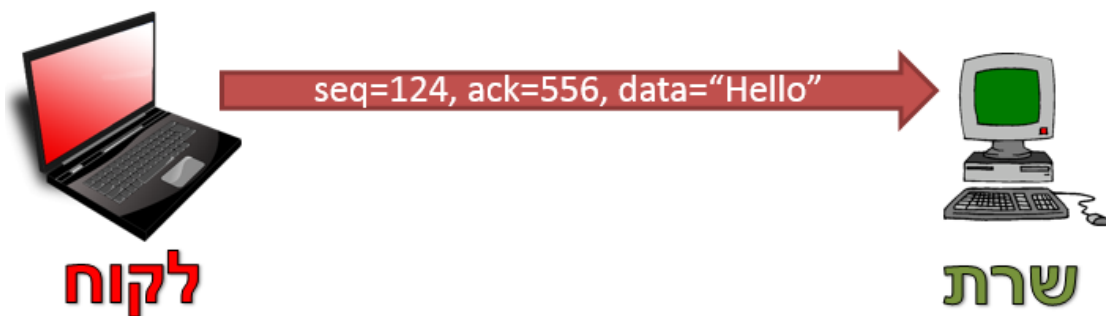 seq=124, ack=556, data=“Hello”
לקוח
שרת